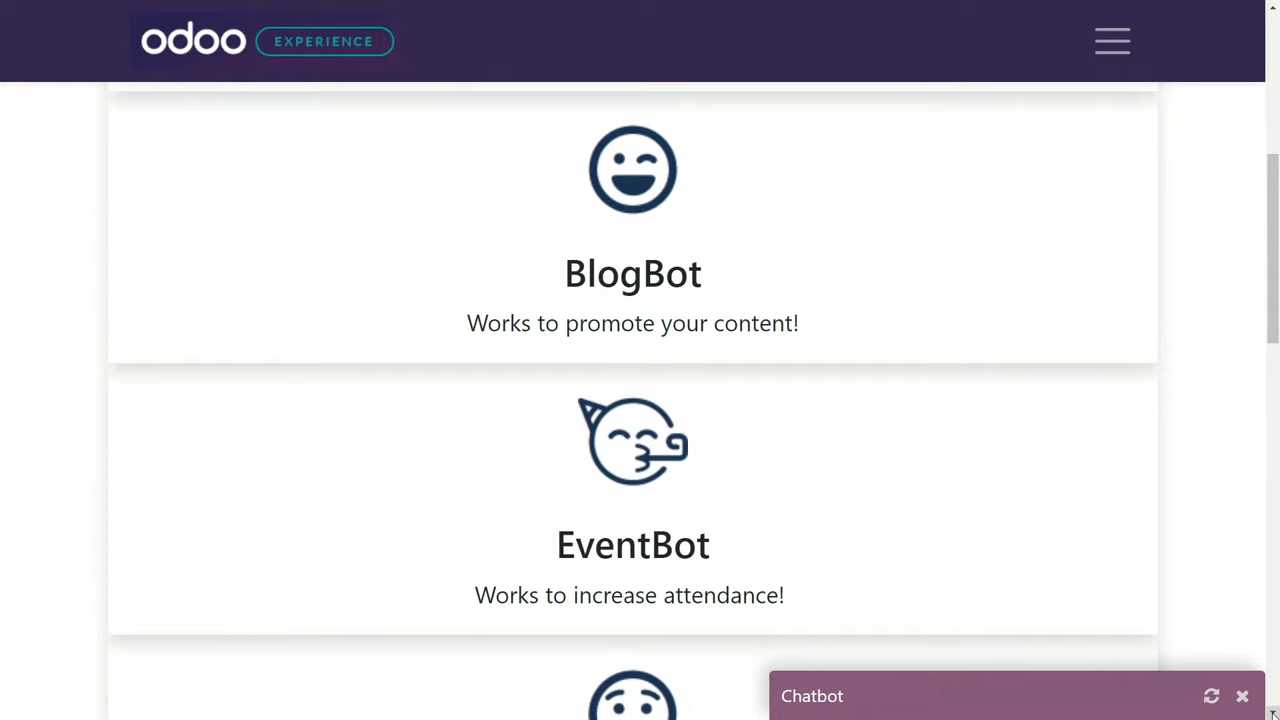 odoo EXPERIENCE
BlogBot
Works to promote your content!
EventBot
Works to increase attendance!
Chatbot